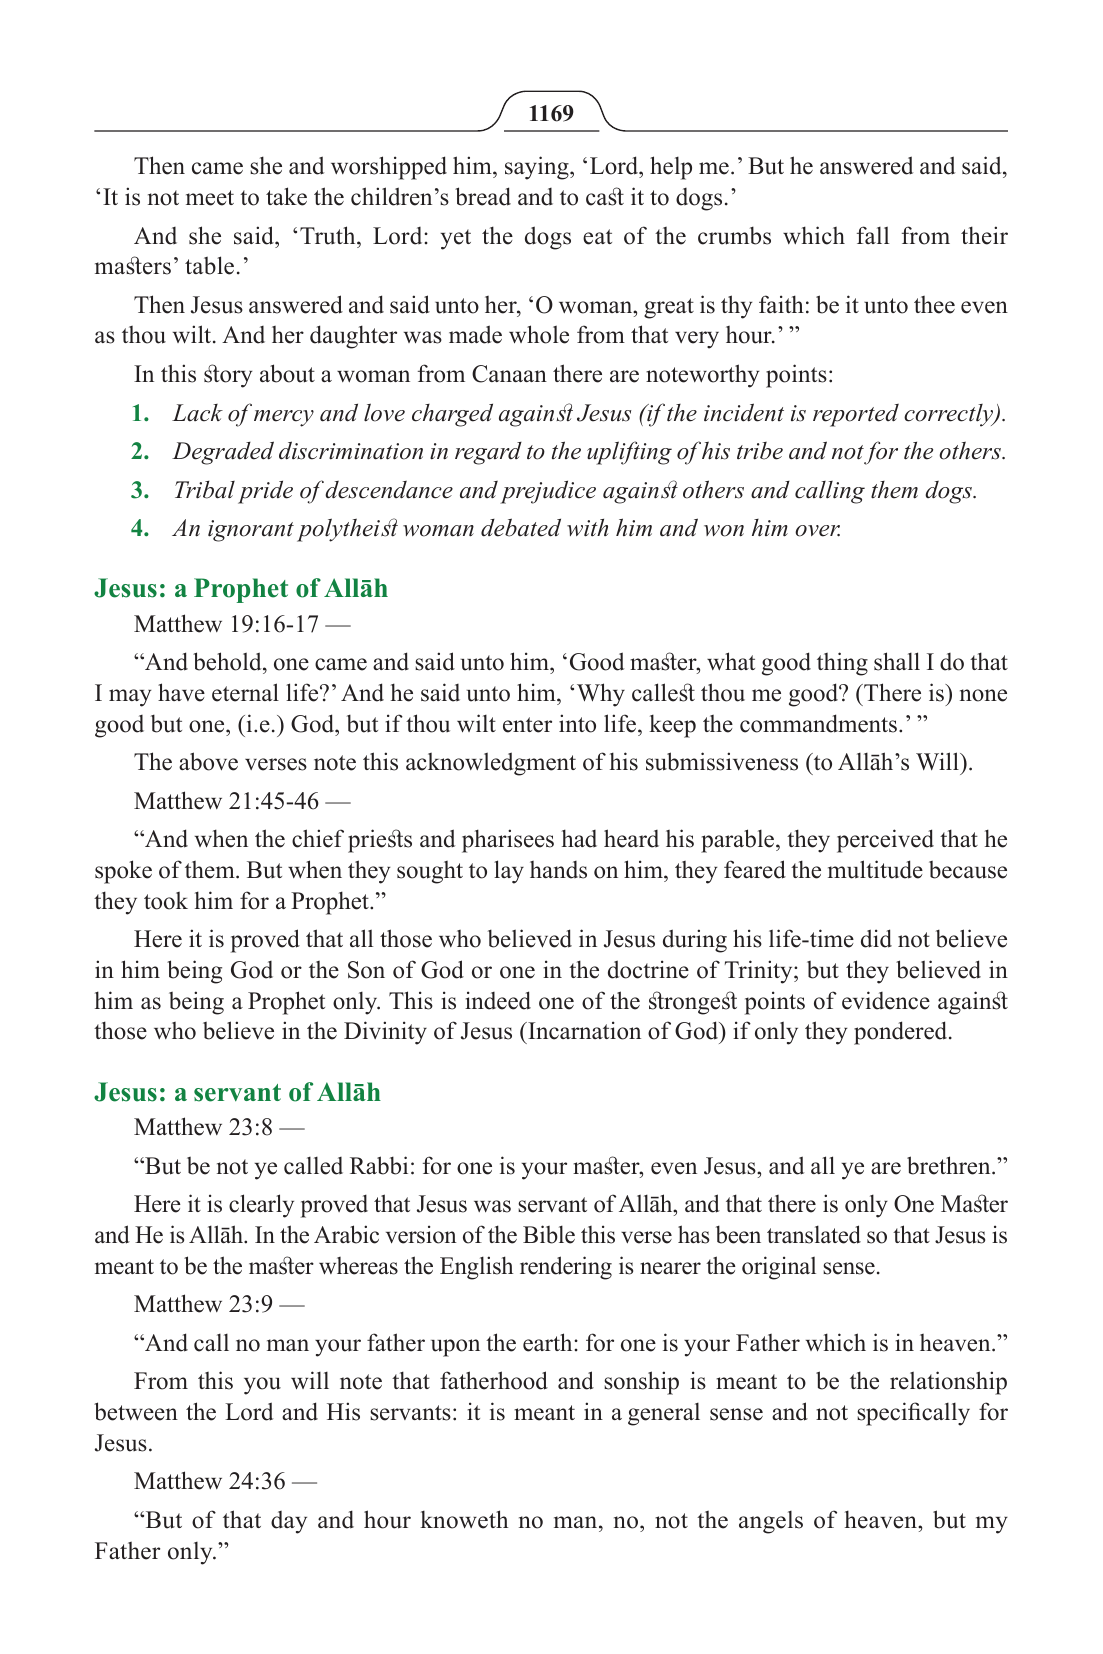 1169
Then came she and worshipped him, saying, ‘Lord, help me.’ But he answered and said,
‘It is not meet to take the children’s bread and to cast it to dogs.’
And she said, ‘Truth, Lord: yet the dogs eat of the crumbs which fall from their
masters’ table.’
Then Jesus answered and said unto her, ‘O woman, great is thy faith: be it unto thee even
as thou wilt. And her daughter was made whole from that very hour.’ ”
In this story about a woman from Canaan there are noteworthy points:
1. Lack of mercy and love charged against Jesus (if the incident is reported correctly).
2. Degraded discrimination in regard to the uplifting of his tribe and not for the others.
3. Tribal pride of descendance and prejudice against others and calling them dogs.
4. An ignorant polytheist woman debated with him and won him over.
Jesus: a Prophet of Allāh
Matthew 19:16-17 —
“And behold, one came and said unto him, ‘Good master, what good thing shall I do that
I may have eternal life?’ And he said unto him, ‘Why callest thou me good? (There is) none
good but one, (i.e.) God, but if thou wilt enter into life, keep the commandments.’ ”
The above verses note this acknowledgment of his submissiveness (to Allāh’s Will).
Matthew 21:45-46 —
“And when the chief priests and pharisees had heard his parable, they perceived that he
spoke of them. But when they sought to lay hands on him, they feared the multitude because
they took him for a Prophet.”
Here it is proved that all those who believed in Jesus during his life-time did not believe
in him being God or the Son of God or one in the doctrine of Trinity; but they believed in
him as being a Prophet only. This is indeed one of the strongest points of evidence against
those who believe in the Divinity of Jesus (Incarnation of God) if only they pondered.
Jesus: a servant of Allāh
Matthew 23:8 —
“But be not ye called Rabbi: for one is your master, even Jesus, and all ye are brethren.”
Here it is clearly proved that Jesus was servant of Allāh, and that there is only One Master
and He is Allāh. In the Arabic version of the Bible this verse has been translated so that Jesus is
meant to be the master whereas the English rendering is nearer the original sense.
Matthew 23:9 —
“And call no man your father upon the earth: for one is your Father which is in heaven.”
From this you will note that fatherhood and sonship is meant to be the relationship
between the Lord and His servants: it is meant in a general sense and not specifically for
Jesus.
Matthew 24:36 —
“But of that day and hour knoweth no man, no, not the angels of heaven, but my
Father only.”